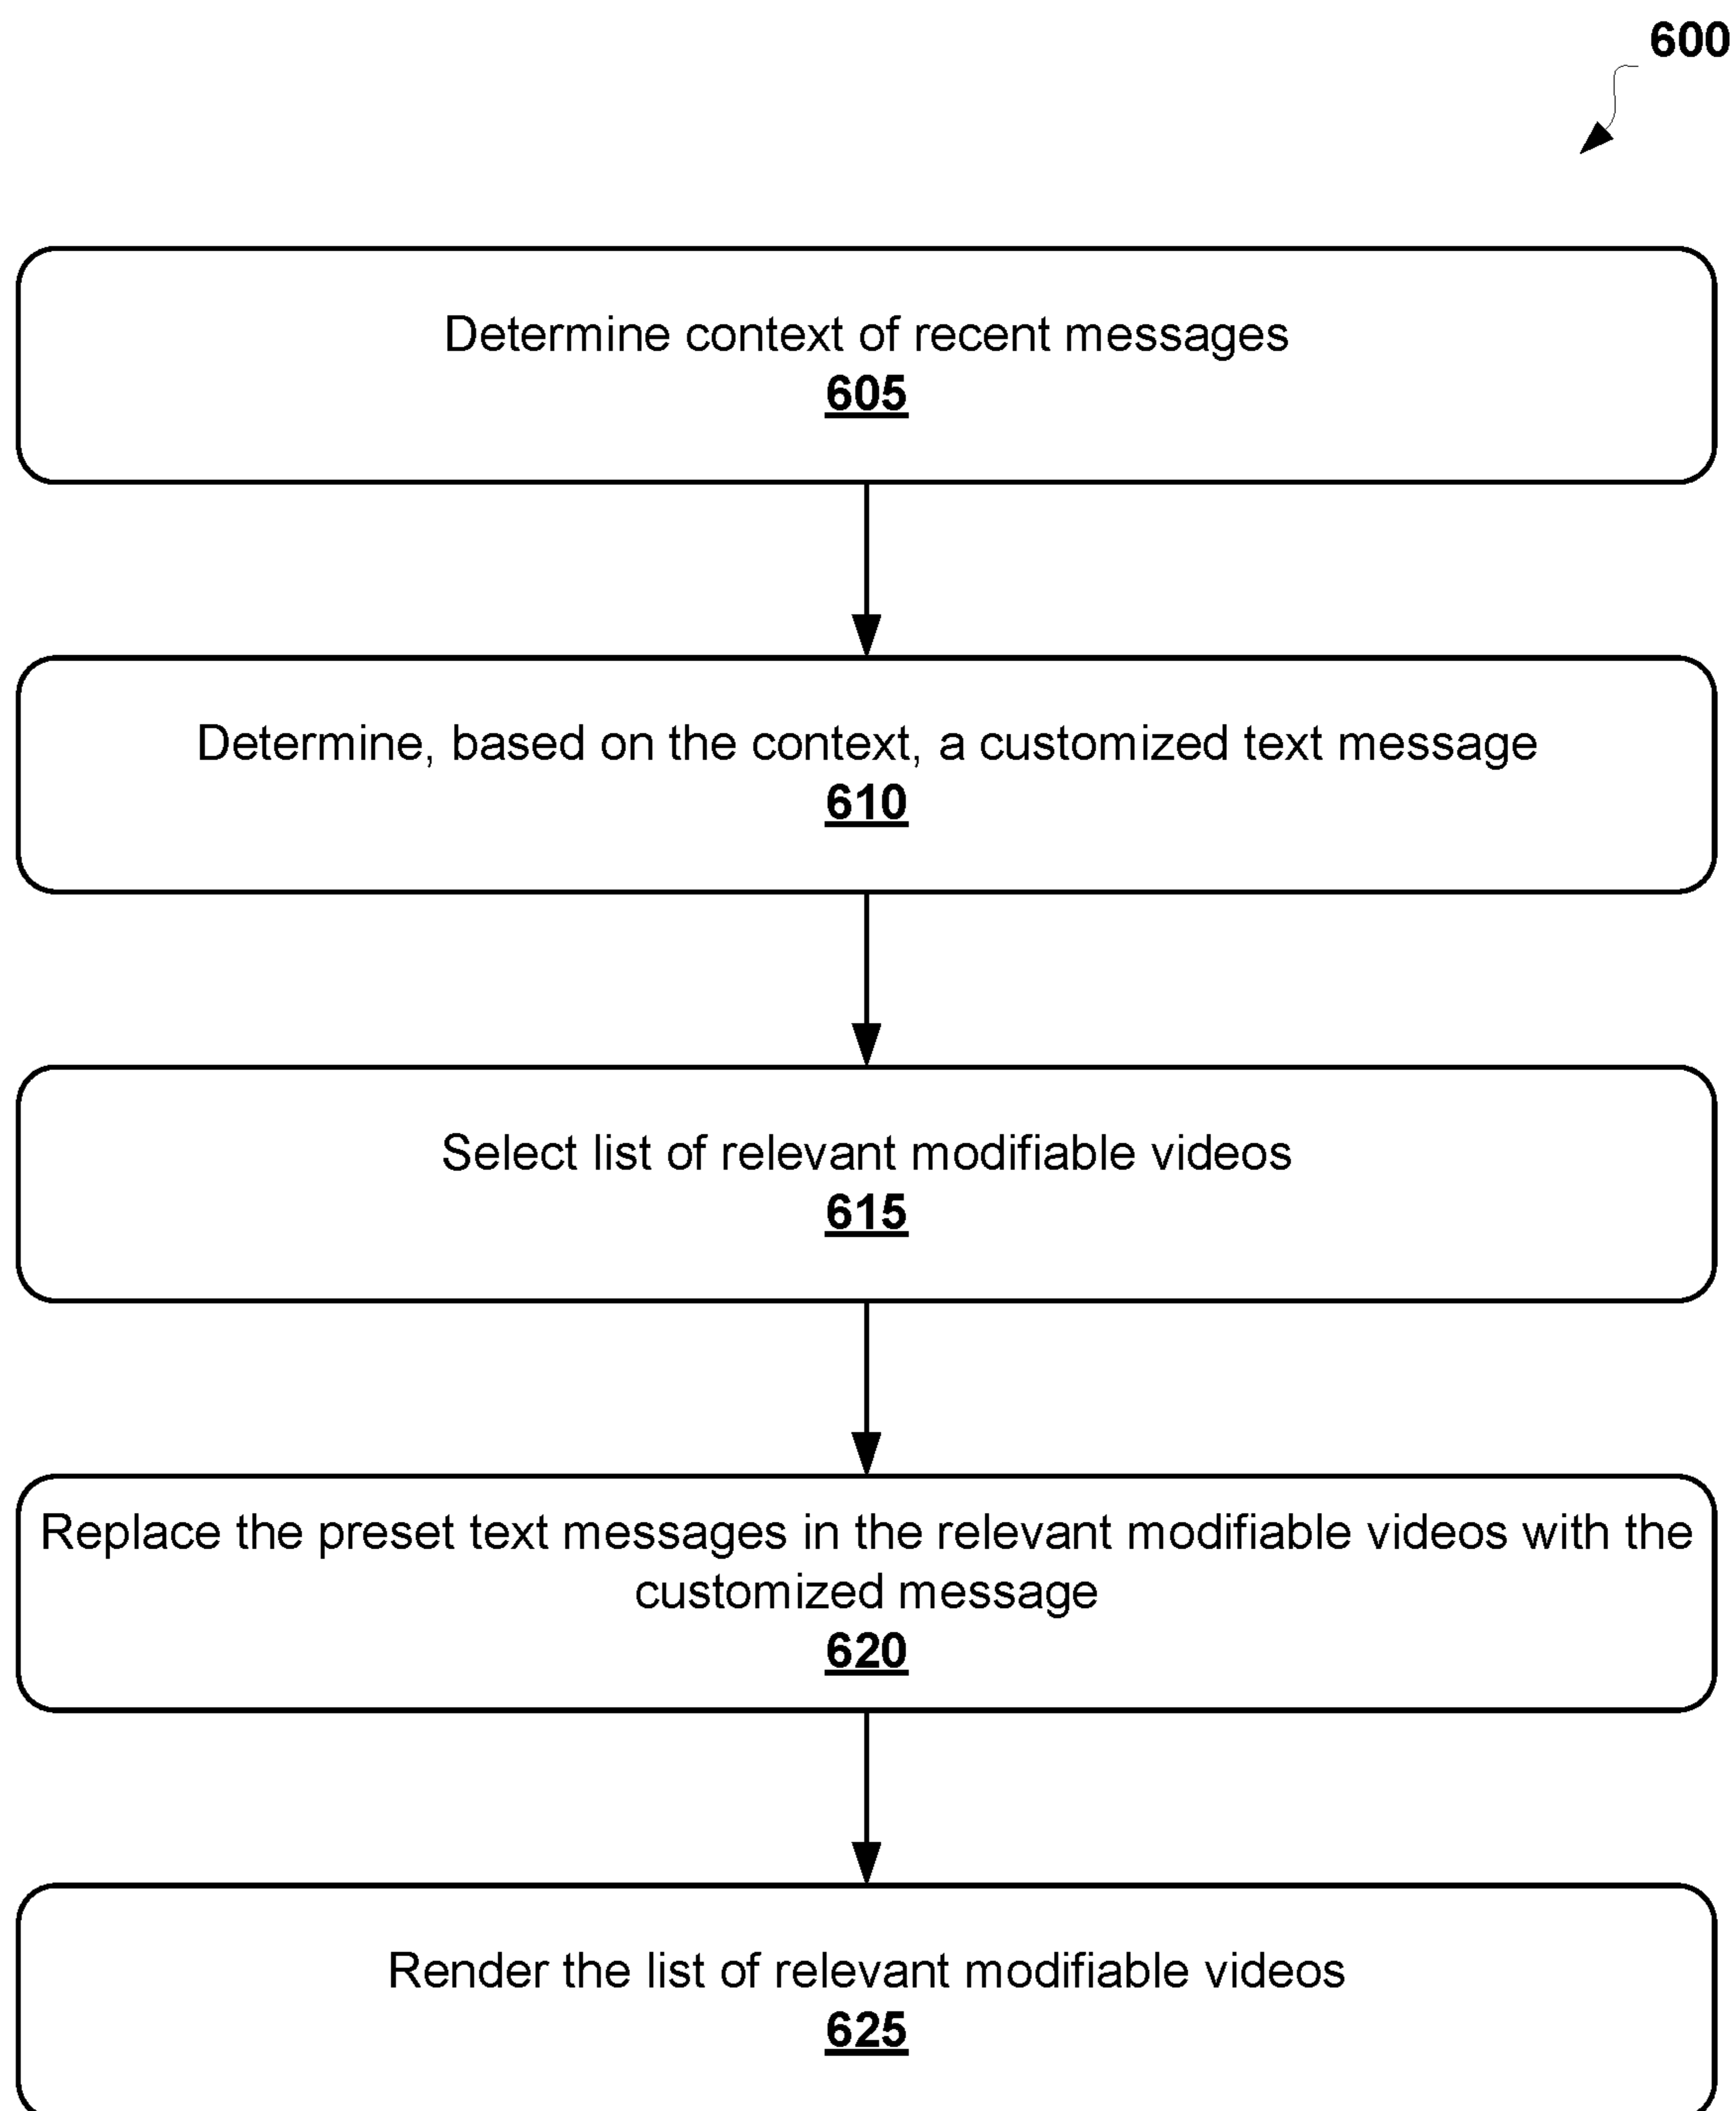 600
Determine context of recent messages
605
Determine, based on the context, a customized text message
610
Select list of relevant modifiable videos
615
Replace the preset text messages in the relevant modifiable videos with the
customized message
620
Render the list of relevant modifiable videos
625